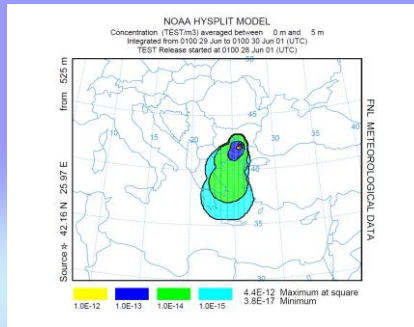 NOAA HYSPLIT MODEL
Concentration (TEST/m3) averaged between 0 m and 5 m
Integrated from 0100 29 Jun to 0100 30 Jun 01 (UTC)
TEST Release started at 0100 28 Jun 01 (UTC)
Source ☆ 42.16 N 25.97 E from 525 m
10
15
20
25
30
35
40
45
40
35
30
FNL METEOROLOGICAL DATA
1.0E-12
1.0E-13
1.0E-14
1.0E-15
4.4E-12 Maximum at square
3.8E-17 Minimum